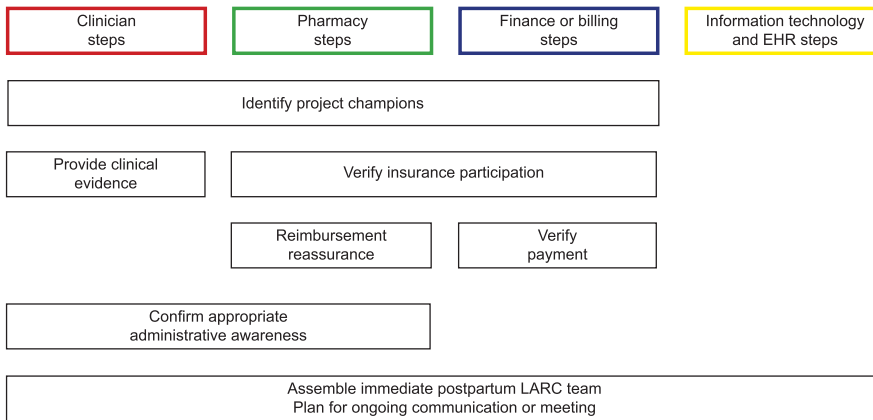 Clinician
steps
Pharmacy
steps
Finance or billing
steps
Information technology
and EHR steps
Identify project champions
Provide clinical
evidence
Verify insurance participation
Reimbursement
reassurance
Verify
payment
Confirm appropriate
administrative awareness
Assemble immediate postpartum LARC team
Plan for ongoing communication or meeting